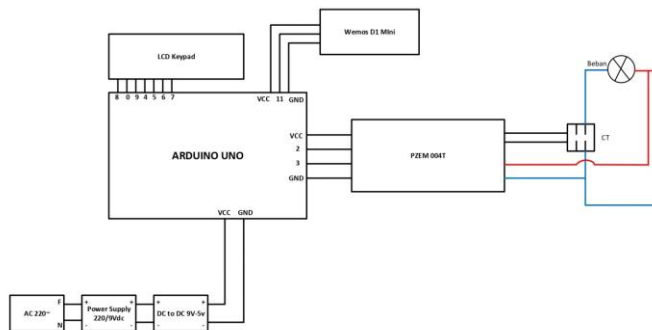 Wemos D1 MIni
LCD Keypad
8 0 9 4 5 6 7
VCC 11 GND
Beban
CT
ARDUINO UNO
VCC
2
3
GND
PZEM 004T
VCC GND
AC 220~
F
N
+ +
Power Supply
220/9Vdc
- -
+ +
DC to DC 9V-5v
- -